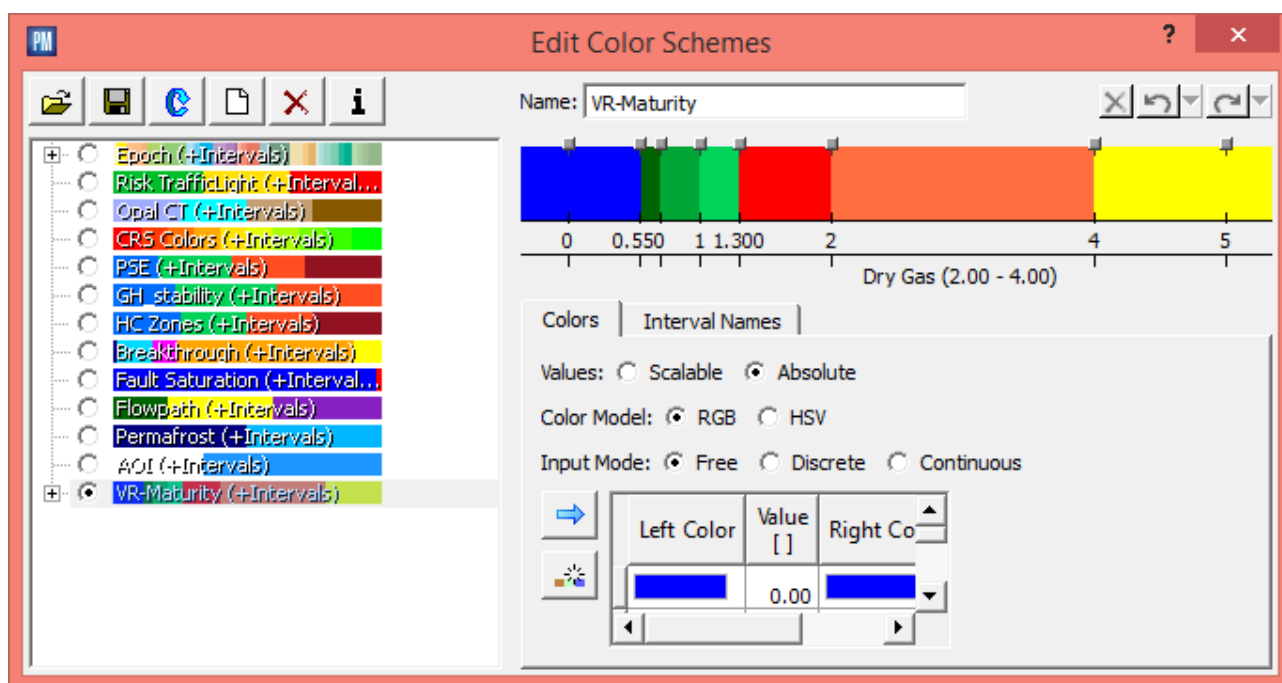 PM
Edit Color Schemes
?
Name: VR-Maturity
Epoch (+Intervals)
Risk TrafficLight (+Interval...
Opal CT (+Intervals)
CRS Colors (+Intervals)
PSE (+Intervals)
GH_stability (+Intervals)
HC Zones (+Intervals)
Breakthrough (+Intervals)
Fault Saturation (+Interval...
Flowpath (+Intervals)
Permafrost (+Intervals)
AOI (+Intervals)
VR-Maturity (+Intervals)
0 0.550 1 1.300 2 4 5
Dry Gas (2.00 - 4.00)
Colors Interval Names
Values: Scalable Absolute
Color Model: RGB HSV
Input Mode: Free Discrete Continuous
Left Color Value [ ] Right Co
0.00